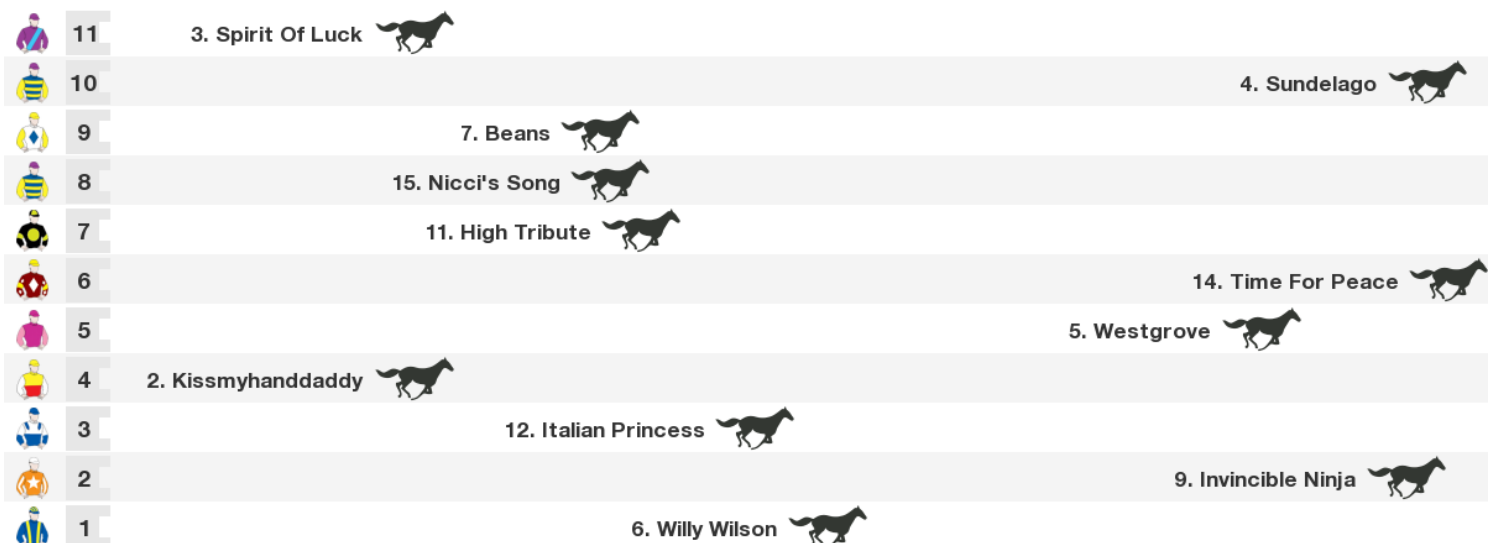 11 3. Spirit Of Luck
10 4. Sundelago
9 7. Beans
8 15. Nicci's Song
7 11. High Tribute
6 14. Time For Peace
5 5. Westgrove
4 2. Kissmyhanddaddy
3 12. Italian Princess
2 9. Invincible Ninja
1 6. Willy Wilson